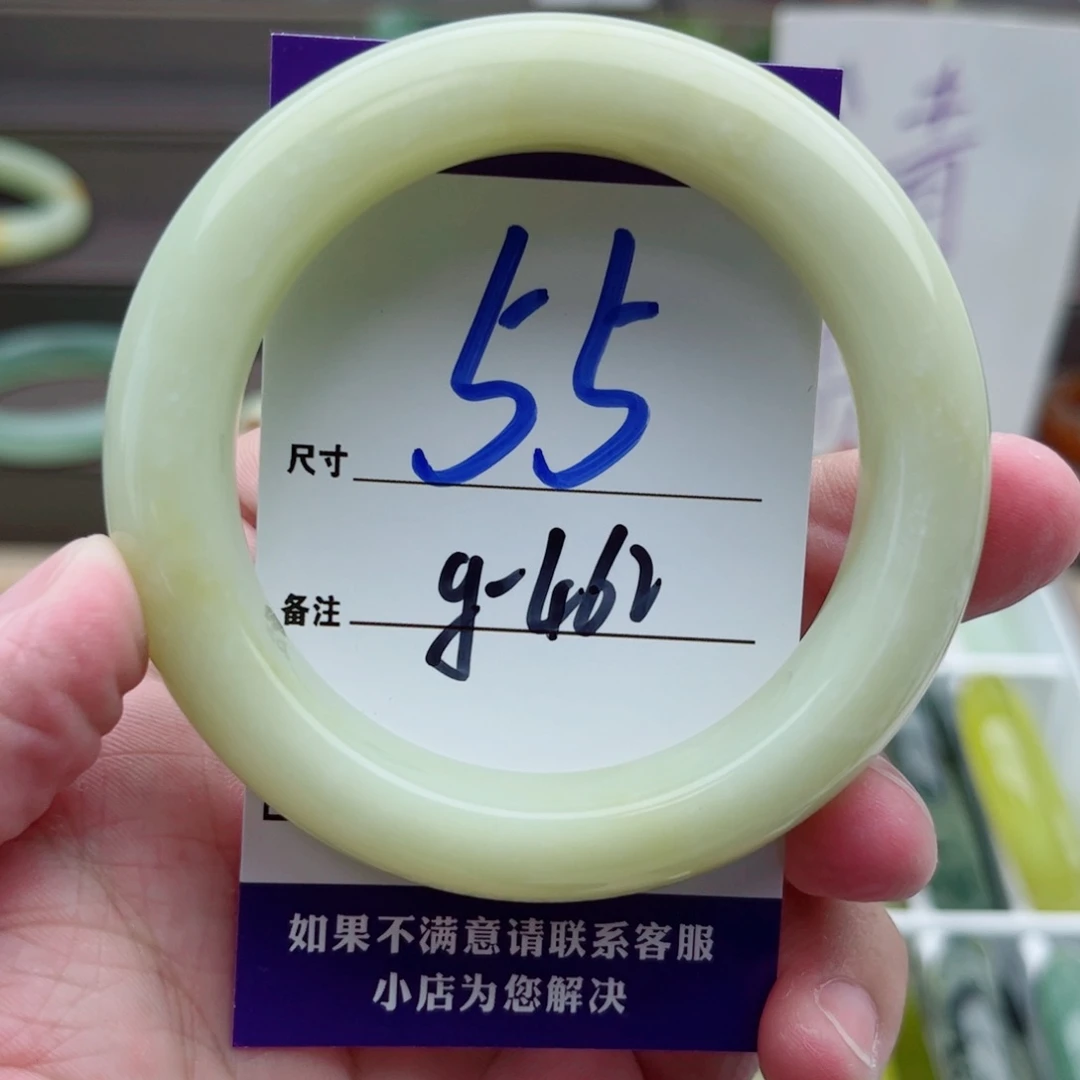 尺寸 55
备注 g-462
如果不满意请联系客服
小店为您解决